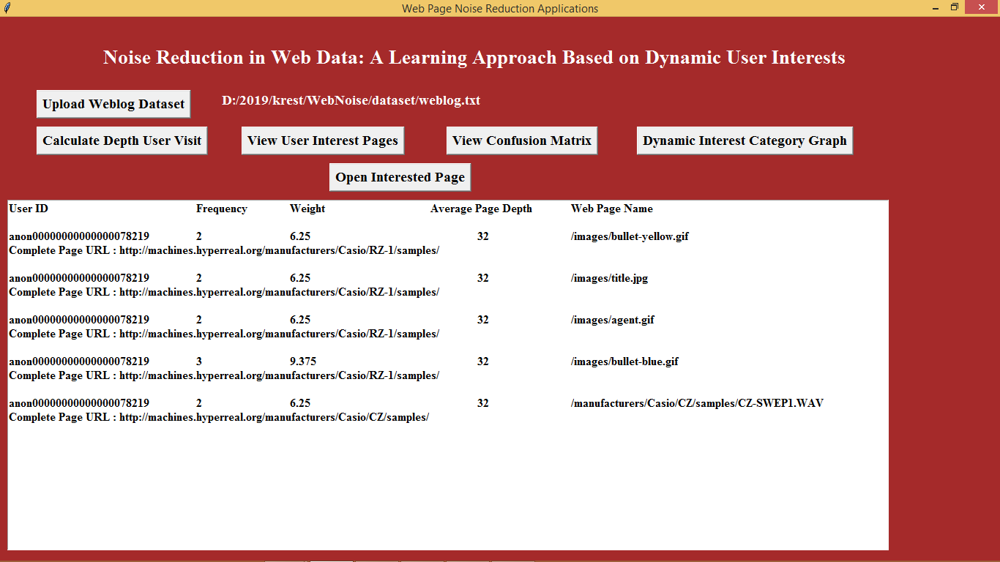 Web Page Noise Reduction Applications
Noise Reduction in Web Data: A Learning Approach Based on Dynamic User Interests
Upload Weblog Dataset D:/2019/krest/WebNoise/dataset/weblog.txt
Calculate Depth User Visit View User Interest Pages View Confusion Matrix Dynamic Interest Category Graph
Open Interested Page
User ID Frequency Weight Average Page Depth Web Page Name
anon00000000000000078219 2 6.25 32 /images/bullet-yellow.gif
Complete Page URL : http://machines.hyperreal.org/manufacturers/Casio/RZ-1/samples/
anon00000000000000078219 2 6.25 32 /images/title.jpg
Complete Page URL : http://machines.hyperreal.org/manufacturers/Casio/RZ-1/samples/
anon00000000000000078219 2 6.25 32 /images/agent.gif
Complete Page URL : http://machines.hyperreal.org/manufacturers/Casio/RZ-1/samples/
anon00000000000000078219 3 9.375 32 /images/bullet-blue.gif
Complete Page URL : http://machines.hyperreal.org/manufacturers/Casio/RZ-1/samples/
anon00000000000000078219 2 6.25 32 /manufacturers/Casio/CZ/samples/CZ-SWEP1.WAV
Complete Page URL : http://machines.hyperreal.org/manufacturers/Casio/CZ/samples/